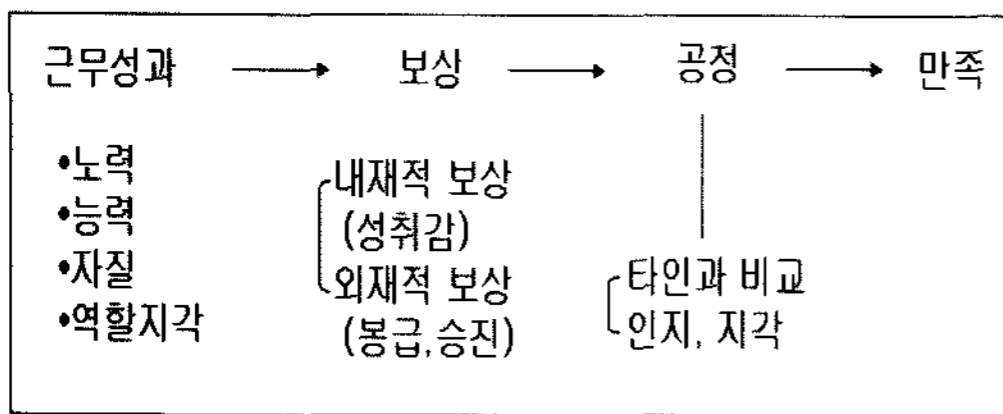 근무성과 → 보상 → 공정 → 만족
•노력
•능력
•자질
•역할지각
내재적 보상
(성취감)
외재적 보상
(봉급,승진)
타인과 비교
인지, 지각